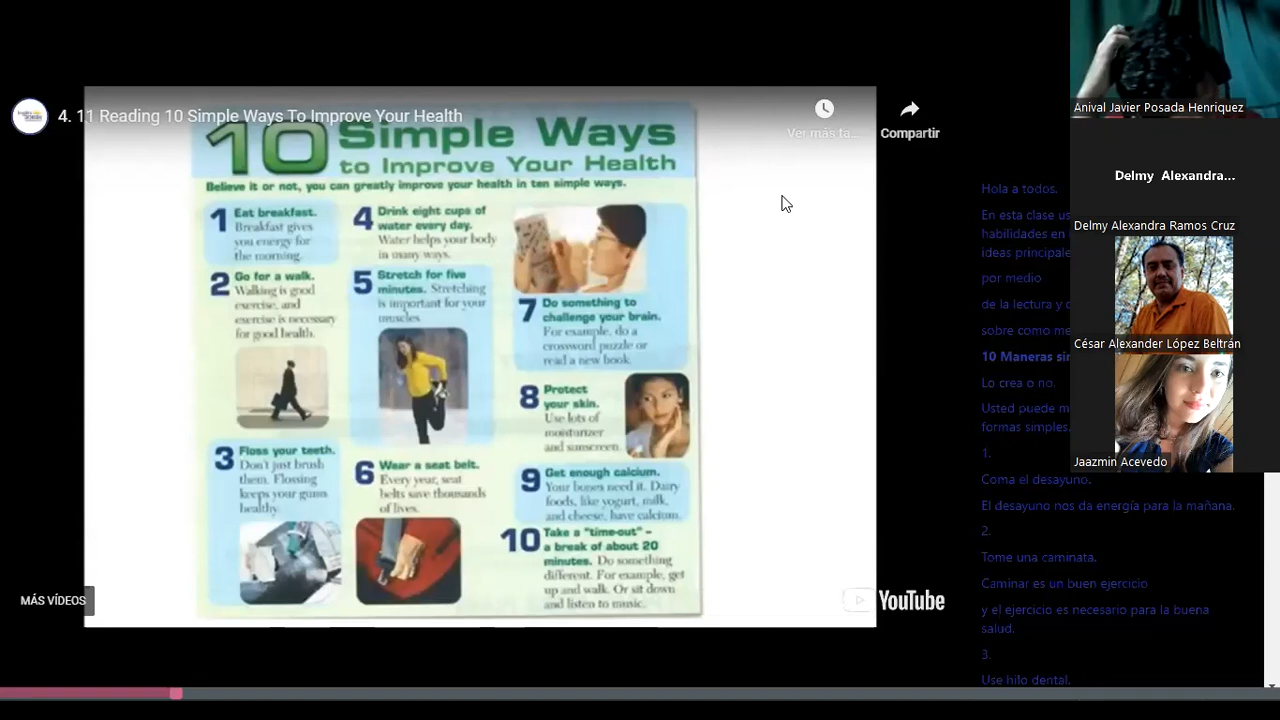 4. 11 Reading 10 Simple Ways To Improve Your Health
Ver más ta...
Compartir
10 Simple Ways
to Improve Your Health
Believe it or not, you can greatly improve your health in ten simple ways.
1 Eat breakfast.
Breakfast gives
you energy for
the morning.
2 Go for a walk.
Walking is good
exercise, and
exercise is necessary
for good health.
3 Floss your teeth.
Don't just brush
them. Flossing
keeps your gums
healthy.
4 Drink eight cups of
water every day.
Water helps your body
in many ways.
5 Stretch for five
minutes. Stretching
is important for your
muscles.
6 Wear a seat belt.
Every year, seat
belts save thousands
of lives.
7 Do something to
challenge your brain.
For example, do a
crossword puzzle or
read a new book.
8 Protect
your skin.
Use lots of
moisturizer
and sunscreen.
9 Get enough calcium.
Your bones need it. Dairy
foods, like yogurt, milk,
and cheese, have calcium.
10 Take a "time-out" –
a break of about 20
minutes. Do something
different. For example, get
up and walk. Or sit down
and listen to music.
MÁS VÍDEOS
YouTube
Hola a todos.
En esta clase us
habilidades en
ideas principale
por medio
de la lectura y
sobre como me
10 Maneras sin
Lo crea o no.
Usted puede m
formas simples.
1.
Coma el desayuno.
El desayuno nos da energía para la mañana.
2.
Tome una caminata.
Caminar es un buen ejercicio
y el ejercicio es necesario para la buena
salud.
3.
Use hilo dental.
Anival Javier Posada Henriquez
Delmy Alexandra...
Delmy Alexandra Ramos Cruz
César Alexander López Beltrán
Jaazmin Acevedo